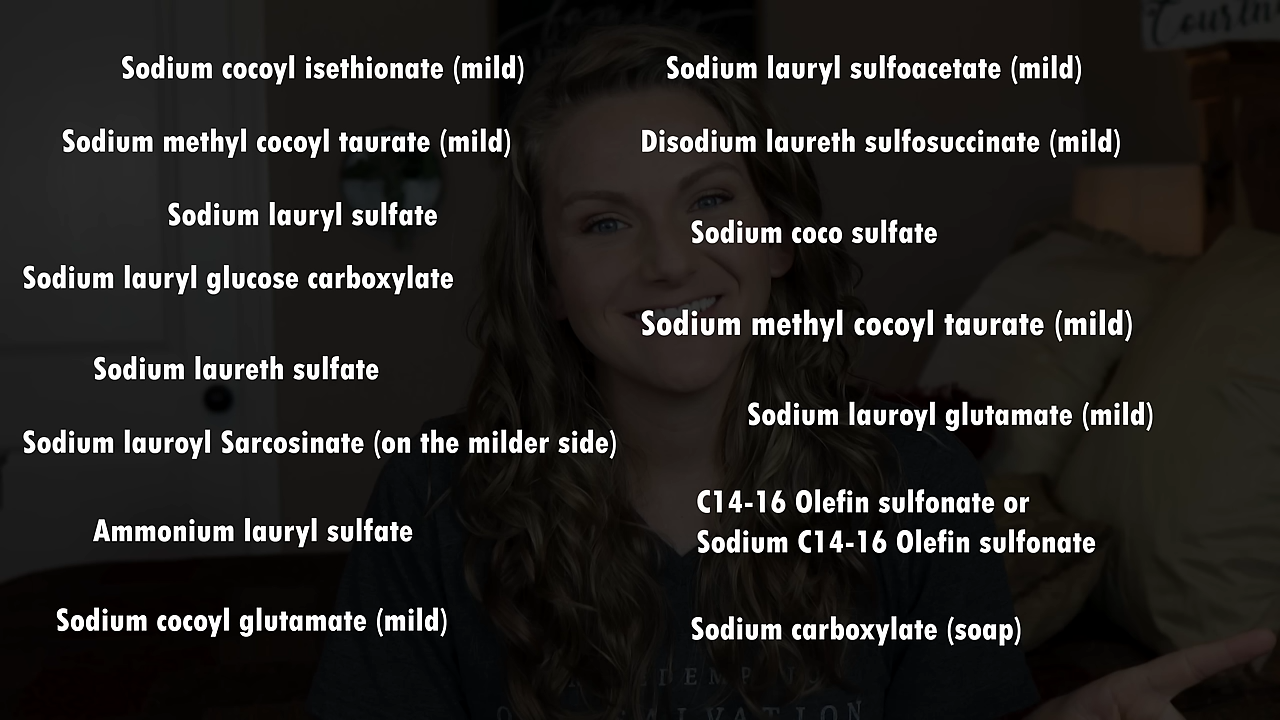 Sodium cocoyl isethionate (mild)
Sodium methyl cocoyl taurate (mild)
Sodium lauryl sulfate
Sodium lauryl glucose carboxylate
Sodium laureth sulfate
Sodium lauroyl Sarcosinate (on the milder side)
Ammonium lauryl sulfate
Sodium cocoyl glutamate (mild)
Sodium lauryl sulfoacetate (mild)
Disodium laureth sulfosuccinate (mild)
Sodium coco sulfate
Sodium methyl cocoyl taurate (mild)
Sodium lauroyl glutamate (mild)
C14-16 Olefin sulfonate or
Sodium C14-16 Olefin sulfonate
Sodium carboxylate (soap)